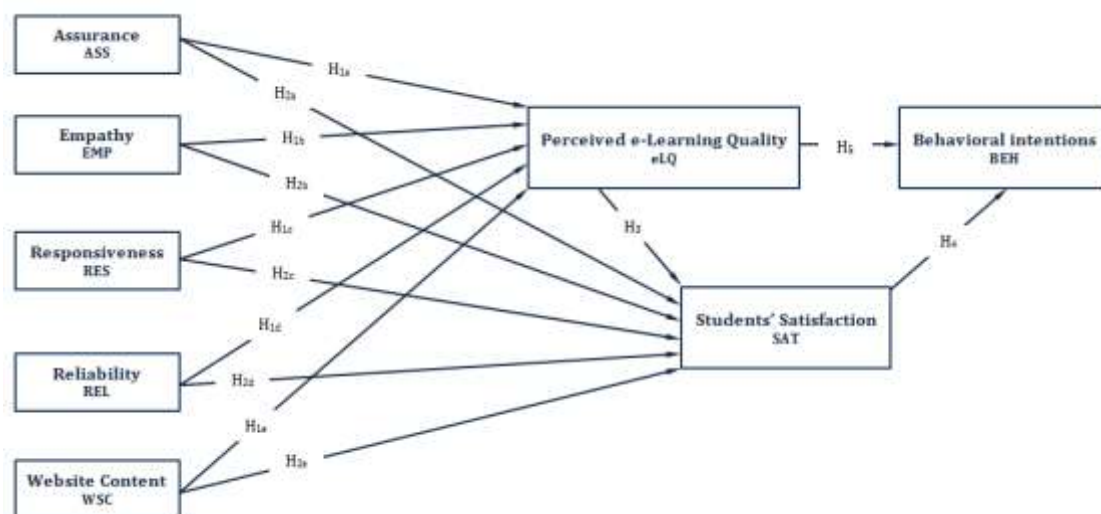 Assurance
ASS
Empathy
EMP
Responsiveness
RES
Reliability
REL
Website Content
WSC
H1a
H2a
H1b
H2b
H1c
H2c
H1d
H2d
H1e
H2e
Perceived e-Learning Quality
eLQ
H3
Students' Satisfaction
SAT
H5
H4
Behavioral intentions
BEH